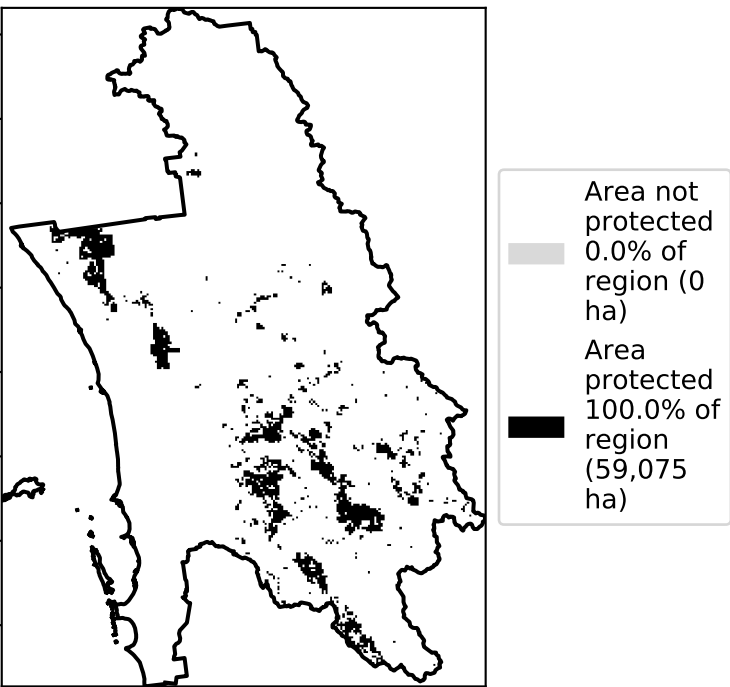 Area not
protected
0.0% of
region (0
ha)
Area
protected
100.0% of
region
(59,075
ha)